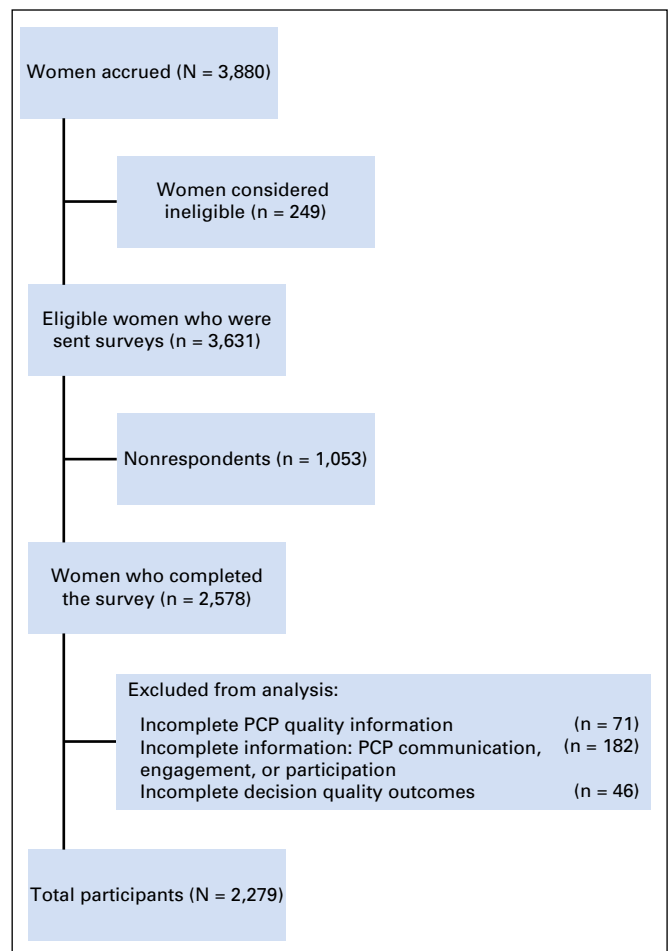 Women accrued (N = 3,880)
Women considered
ineligible (n = 249)
Eligible women who were
sent surveys (n = 3,631)
Nonrespondents (n = 1,053)
Women who completed
the survey (n = 2,578)
Excluded from analysis:
Incomplete PCP quality information (n = 71)
Incomplete information: PCP communication, (n = 182)
engagement, or participation
Incomplete decision quality outcomes (n = 46)
Total participants (N = 2,279)